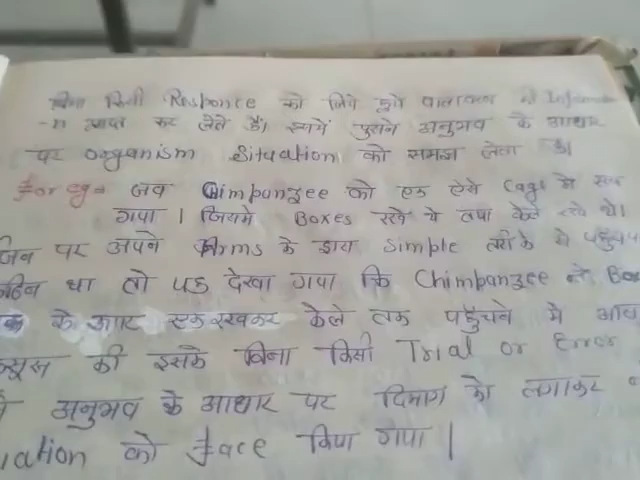 बिना किसी Responce को लिये हुये वातावरण से Informa
-n प्राप्त कर लेते हैं। इसमें पुराने अनुभव के आधार
पर organism Situation को समझ लेता है।
For eg= जब Chimpanzee को एक ऐसे Cage में रखा
गया। जिसमें Boxes रखे थे तथा केले रखे थे।
जिन पर अपने Arms के द्वारा Simple तरीके से पहुंचना
कठिन था तो यह देखा गया कि Chimpanzee ने Box
के ऊपर एक रखकर केले तक पहुँचने में
की इसके बिना किसी Trial or Error
अनुभव के आधार पर दिमाग को लगाकर
uation को face किया गया।